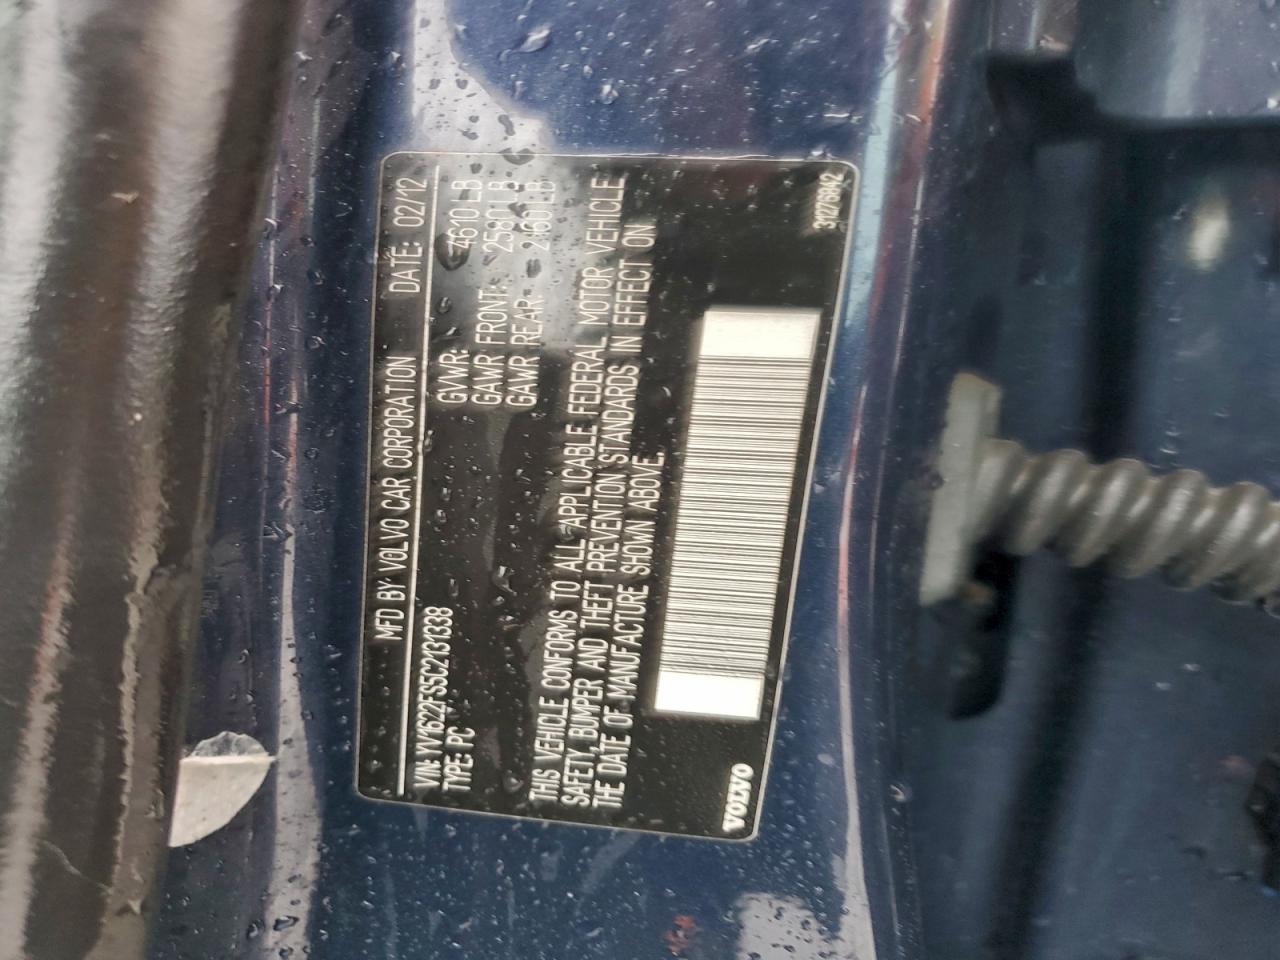 MFD BY VOLVO CAR CORPORATION DATE: 02/12
VIN: YV1622FS5C2131338 GVWR: 4610 LB
TYPE: PC GAWR FRONT: 2580 LB
GAWR REAR: 2160 LB
THIS VEHICLE CONFORMS TO ALL APPLICABLE FEDERAL MOTOR VEHICLE
SAFETY, BUMPER AND THEFT PREVENTION STANDARDS IN EFFECT ON
THE DATE OF MANUFACTURE SHOWN ABOVE.
VOLVO 31276842